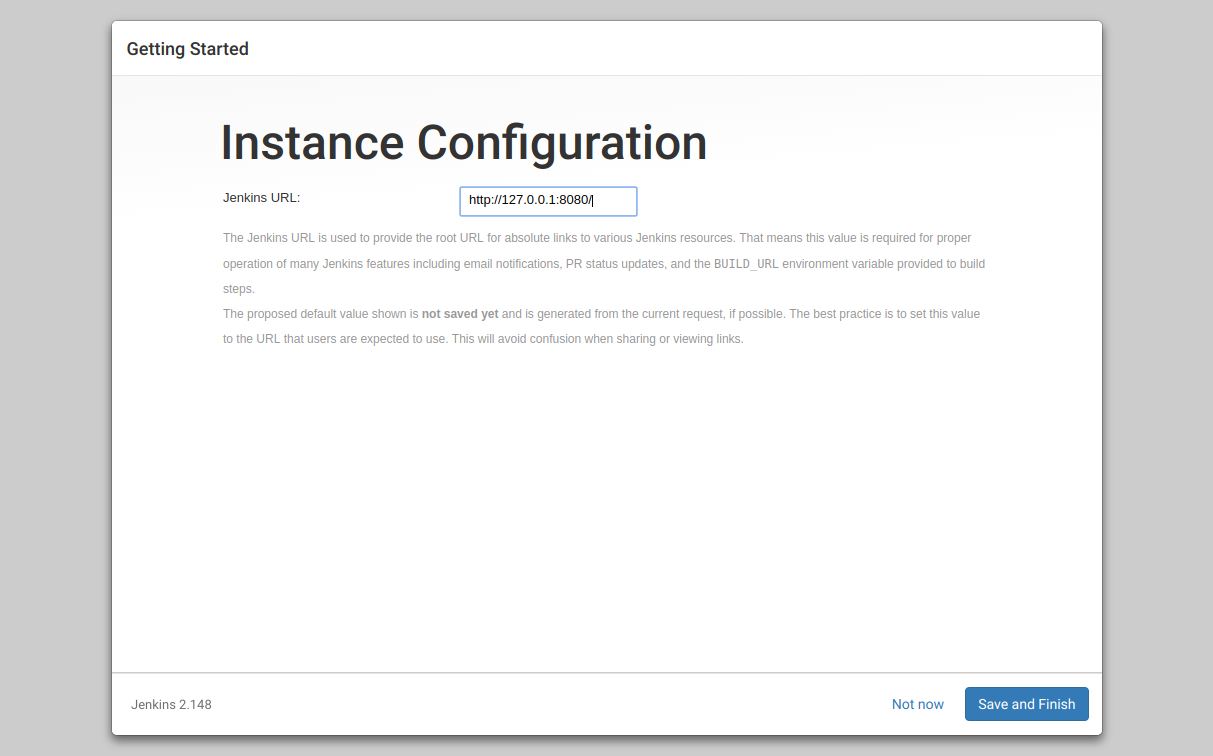 Getting Started
Instance Configuration
Jenkins URL:
http://127.0.0.1:8080/
The Jenkins URL is used to provide the root URL for absolute links to various Jenkins resources. That means this value is required for proper
operation of many Jenkins features including email notifications, PR status updates, and the BUILD_URL environment variable provided to build
steps.
The proposed default value shown is not saved yet and is generated from the current request, if possible. The best practice is to set this value
to the URL that users are expected to use. This will avoid confusion when sharing or viewing links.
Jenkins 2.148
Not now
Save and Finish